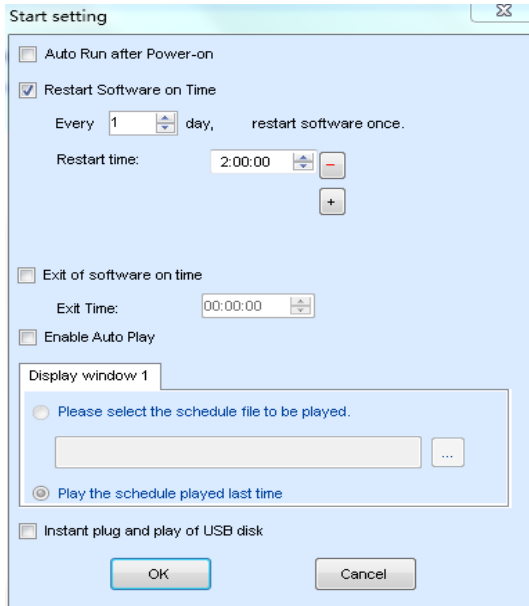 Start setting
Auto Run after Power-on
Restart Software on Time
Every 1 day, restart software once.
Restart time: 2:00:00 −
+
Exit of software on time
Exit Time: 00:00:00
Enable Auto Play
Display window 1
Please select the schedule file to be played.
...
Play the schedule played last time
Instant plug and play of USB disk
OK Cancel